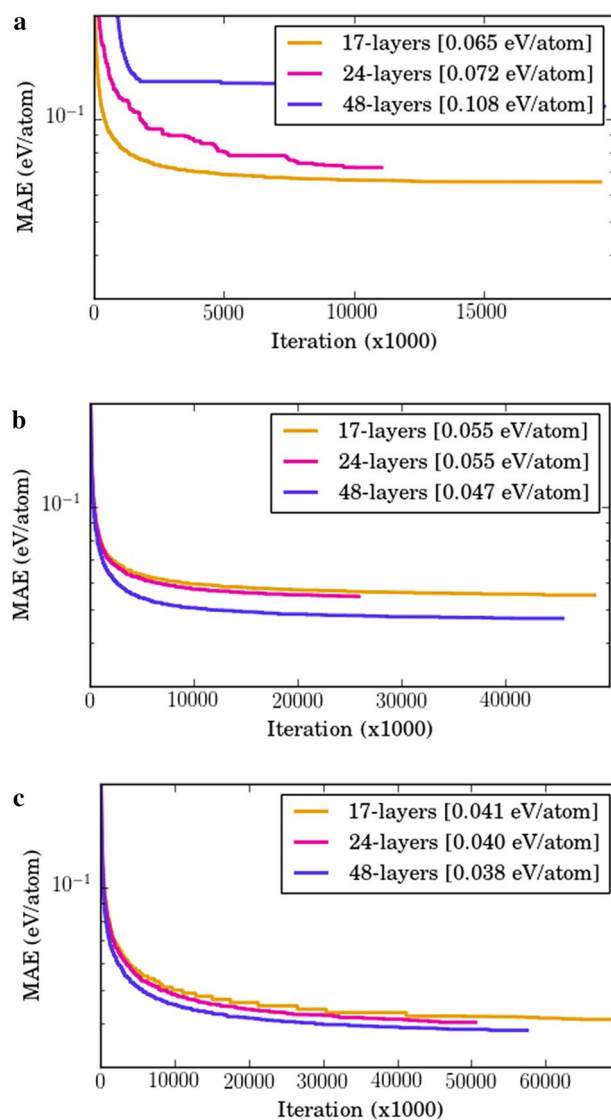 a
17-layers [0.065 eV/atom]
24-layers [0.072 eV/atom]
48-layers [0.108 eV/atom]
10⁻¹
MAE (eV/atom)
0 5000 10000 15000
Iteration (x1000)
b
17-layers [0.055 eV/atom]
24-layers [0.055 eV/atom]
48-layers [0.047 eV/atom]
10⁻¹
MAE (eV/atom)
0 10000 20000 30000 40000
Iteration (x1000)
c
17-layers [0.041 eV/atom]
24-layers [0.040 eV/atom]
48-layers [0.038 eV/atom]
10⁻¹
MAE (eV/atom)
0 10000 20000 30000 40000 50000 60000
Iteration (x1000)